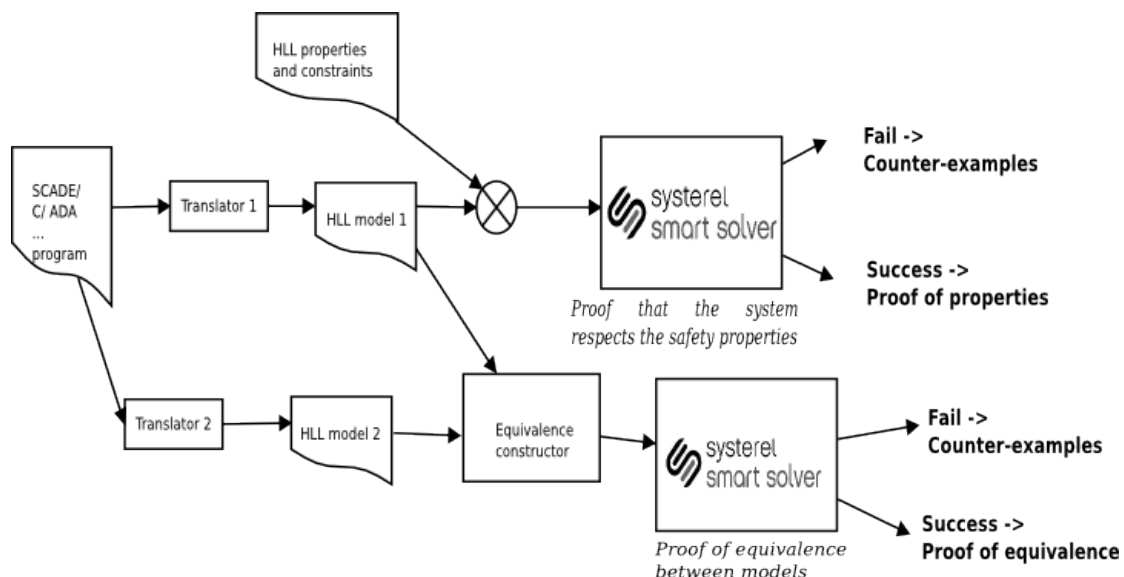 HLL properties
and constraints
SCADE/
C/ ADA
...
program
Translator 1
HLL model 1
systerel
smart solver
Fail ->
Counter-examples
Success ->
Proof of properties
Proof that the system
respects the safety properties
Translator 2
HLL model 2
Equivalence
constructor
systerel
smart solver
Fail ->
Counter-examples
Success ->
Proof of equivalence
Proof of equivalence
between models